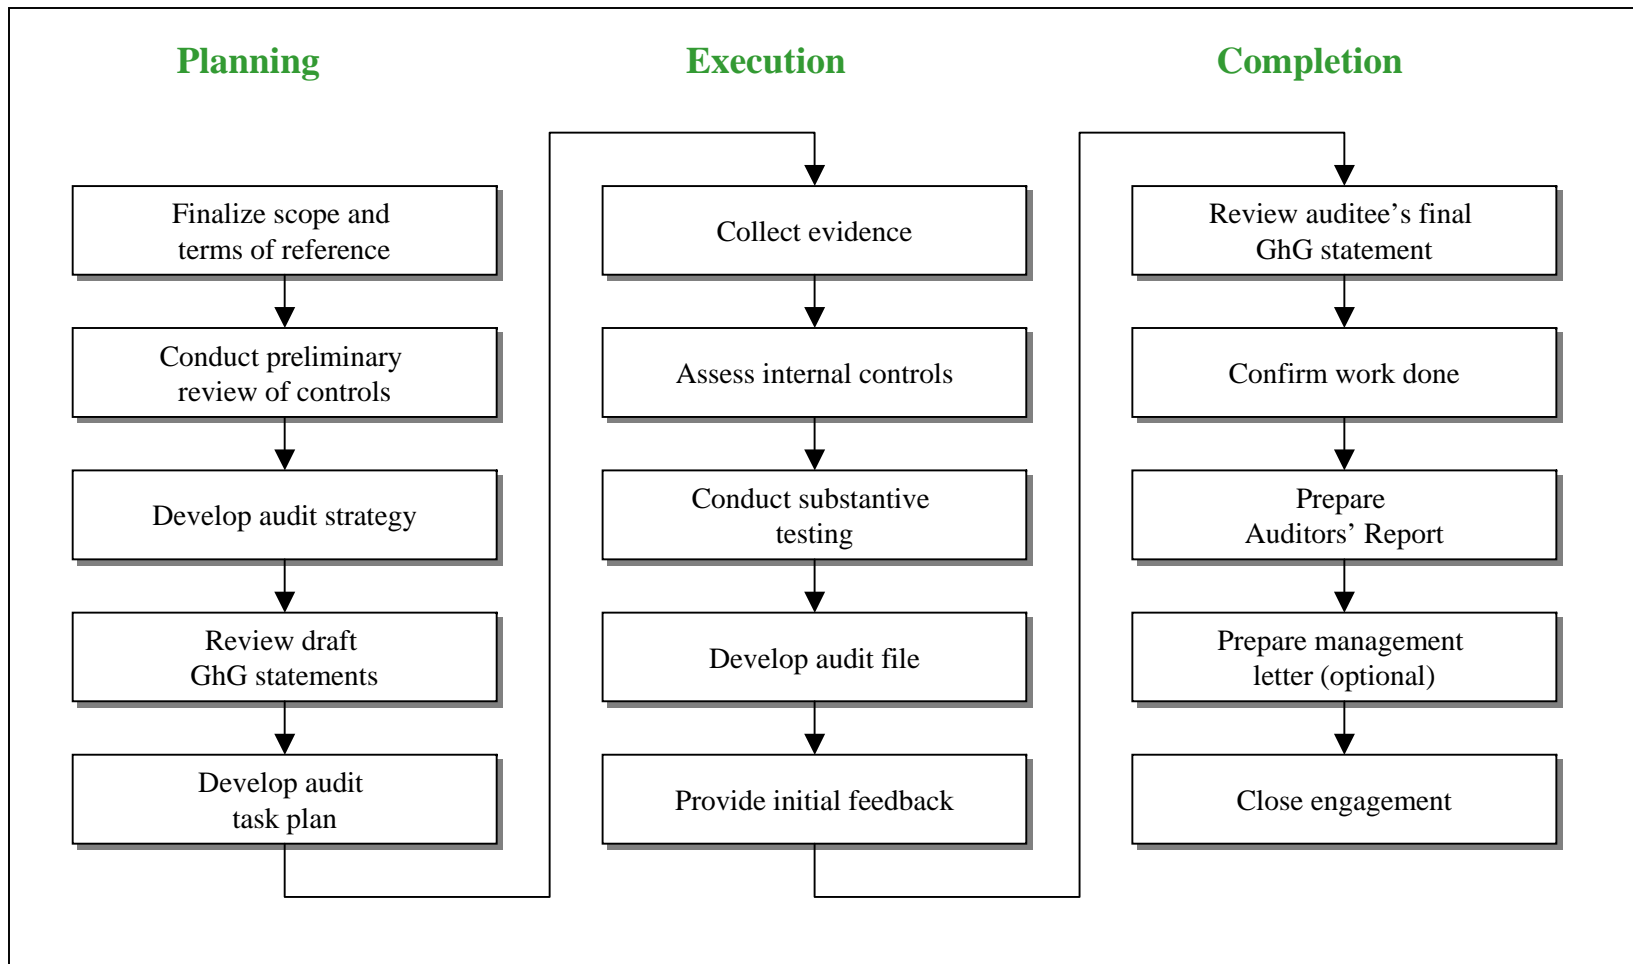 Planning
Finalize scope and
terms of reference
Conduct preliminary
review of controls
Develop audit strategy
Review draft
GhG statements
Develop audit
task plan
Execution
Collect evidence
Assess internal controls
Conduct substantive
testing
Develop audit file
Provide initial feedback
Completion
Review auditee’s final
GhG statement
Confirm work done
Prepare
Auditors’ Report
Prepare management
letter (optional)
Close engagement